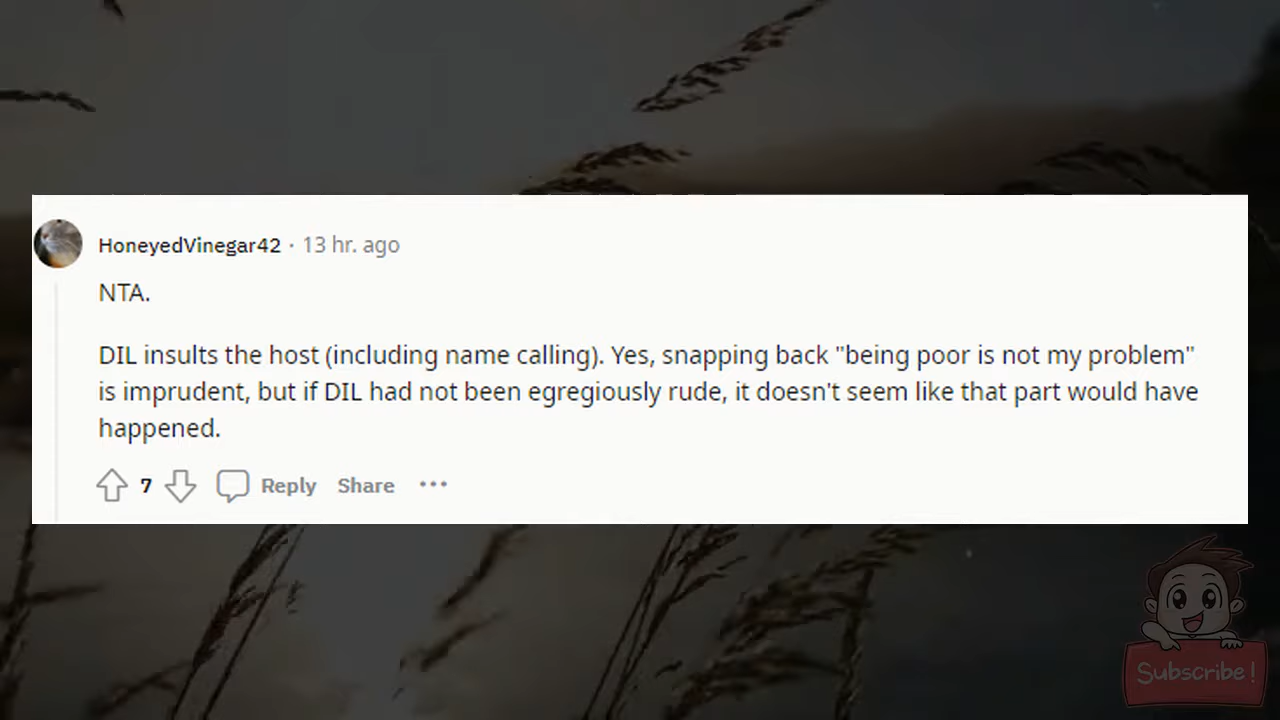 HoneyedVinegar42 · 13 hr. ago
NTA.
DIL insults the host (including name calling). Yes, snapping back "being poor is not my problem"
is imprudent, but if DIL had not been egregiously rude, it doesn't seem like that part would have
happened.
7 Reply Share ···
Subscribe!